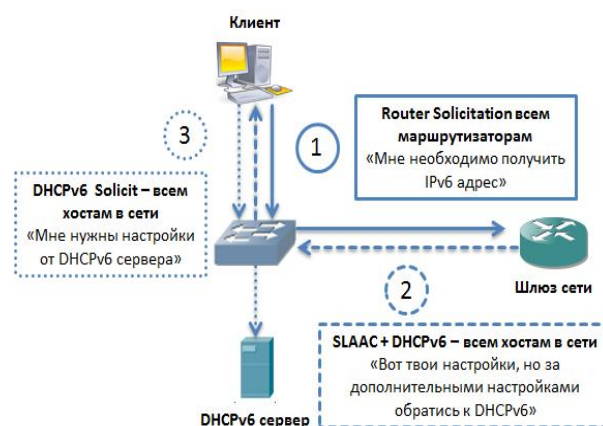 Клиент
3
1
Router Solicitation всем
маршрутизаторам
«Мне необходимо получить
IPv6 адрес»
DHCPv6 Solicit – всем
хостам в сети
«Мне нужны настройки
от DHCPv6 сервера»
2
Шлюз сети
SLAAC + DHCPv6 – всем хостам в сети
«Вот твои настройки, но за
дополнительными настройками
обратись к DHCPv6»
DHCPv6 сервер